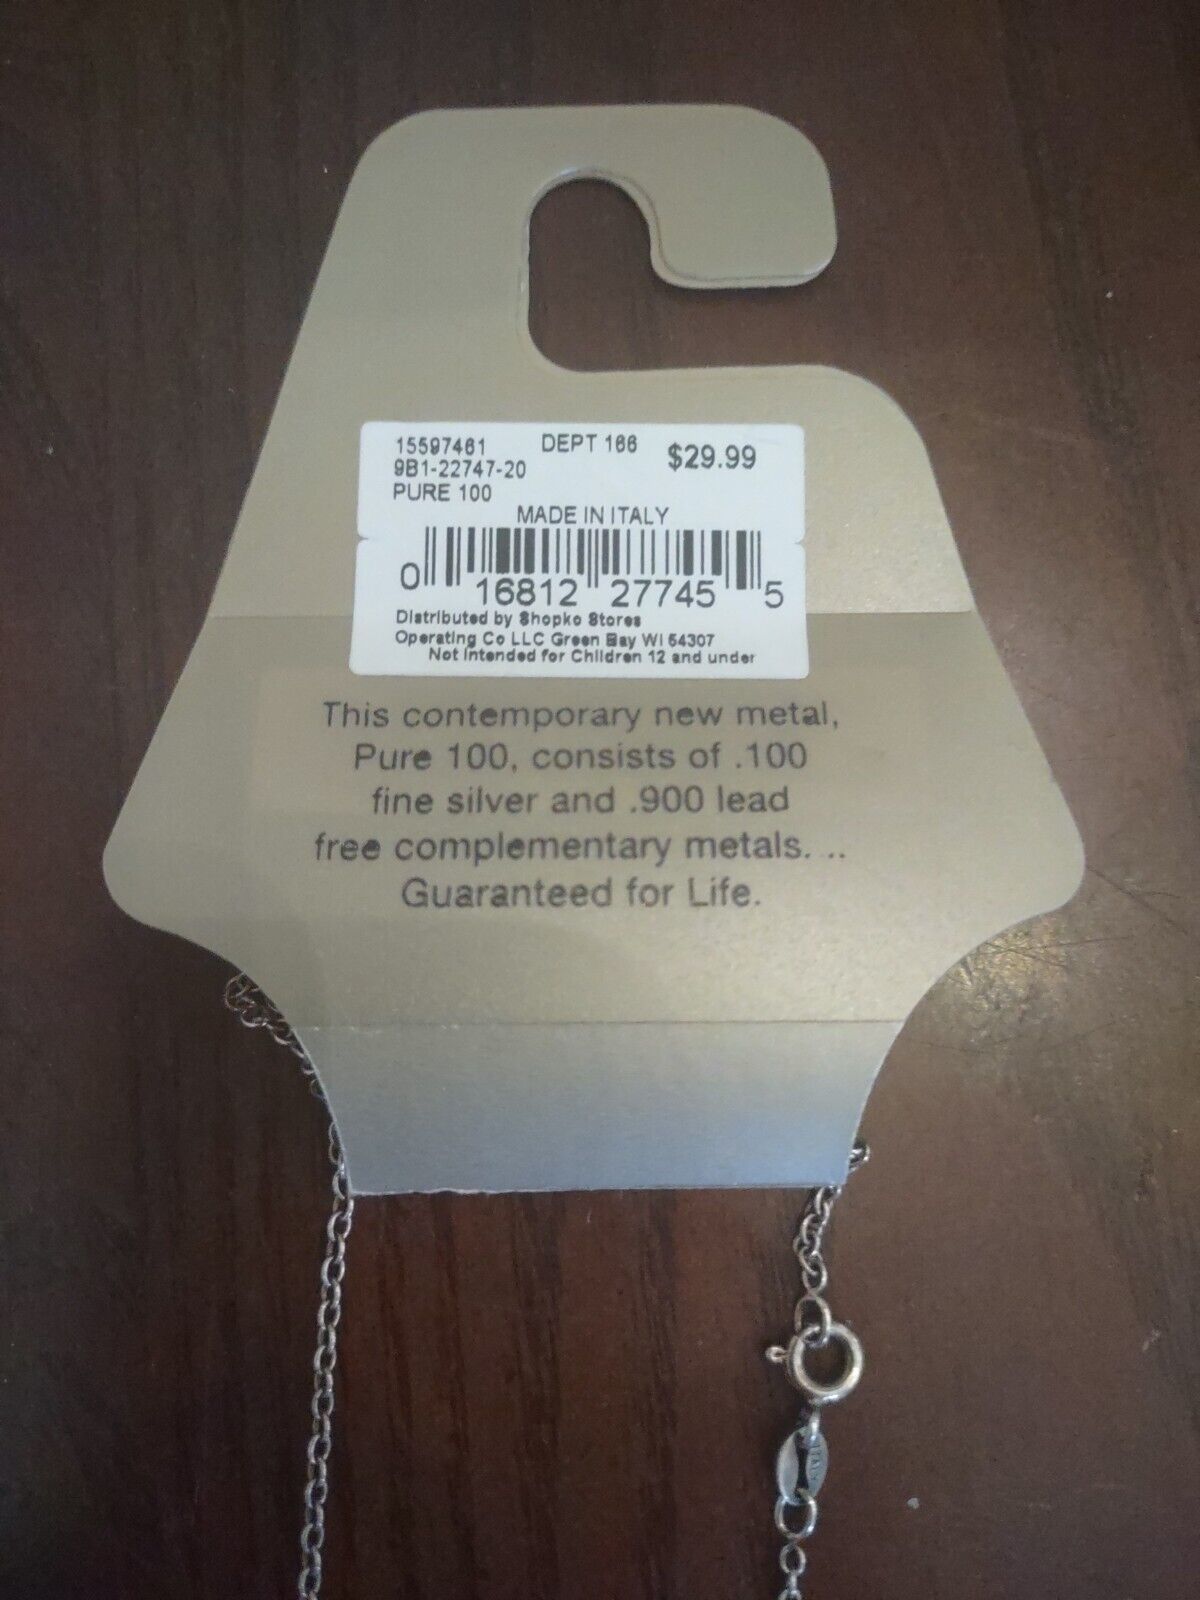 15597461 DEPT 166 $29.99
9B1-22747-20
PURE 100
MADE IN ITALY
0 16812 27745 5
Distributed by Shopko Stores
Operating Co LLC Green Bay WI 54307
Not Intended for Children 12 and under
This contemporary new metal,
Pure 100, consists of .100
fine silver and .900 lead
free complementary metals. ..
Guaranteed for Life.
ITALY